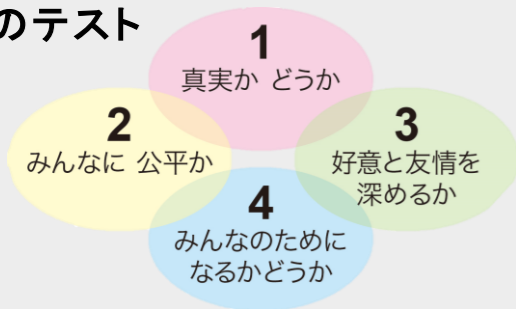 のテスト
1
真実か どうか
2
みんなに 公平か
3
好意と友情を
深めるか
4
みんなのために
なるかどうか